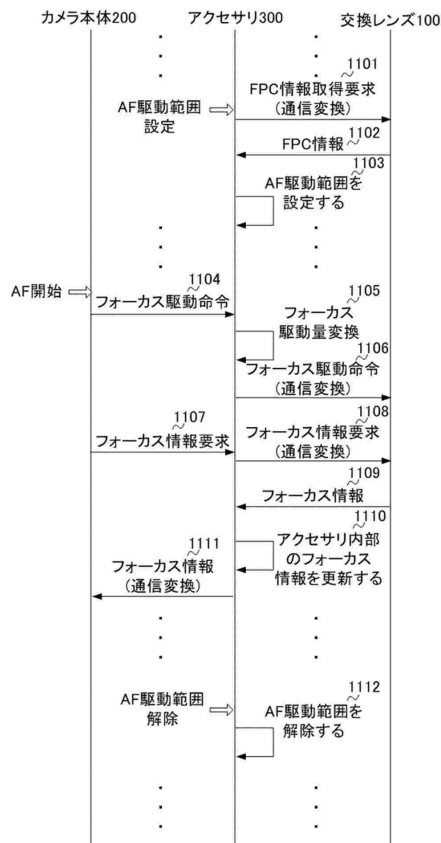 カメラ本体200 アクセサリ300 交換レンズ100
1101
FPC情報取得要求
(通信変換)
AF駆動範囲
設定
1102
FPC情報
1103
AF駆動範囲を
設定する
AF開始
1104
フォーカス駆動命令
1105
フォーカス
駆動量変換
1106
フォーカス駆動命令
(通信変換)
1107
フォーカス情報要求
1108
フォーカス情報要求
(通信変換)
1109
フォーカス情報
1110
アクセサリ内部
のフォーカス
情報を更新する
1111
フォーカス情報
(通信変換)
AF駆動範囲
解除
1112
AF駆動範囲を
解除する